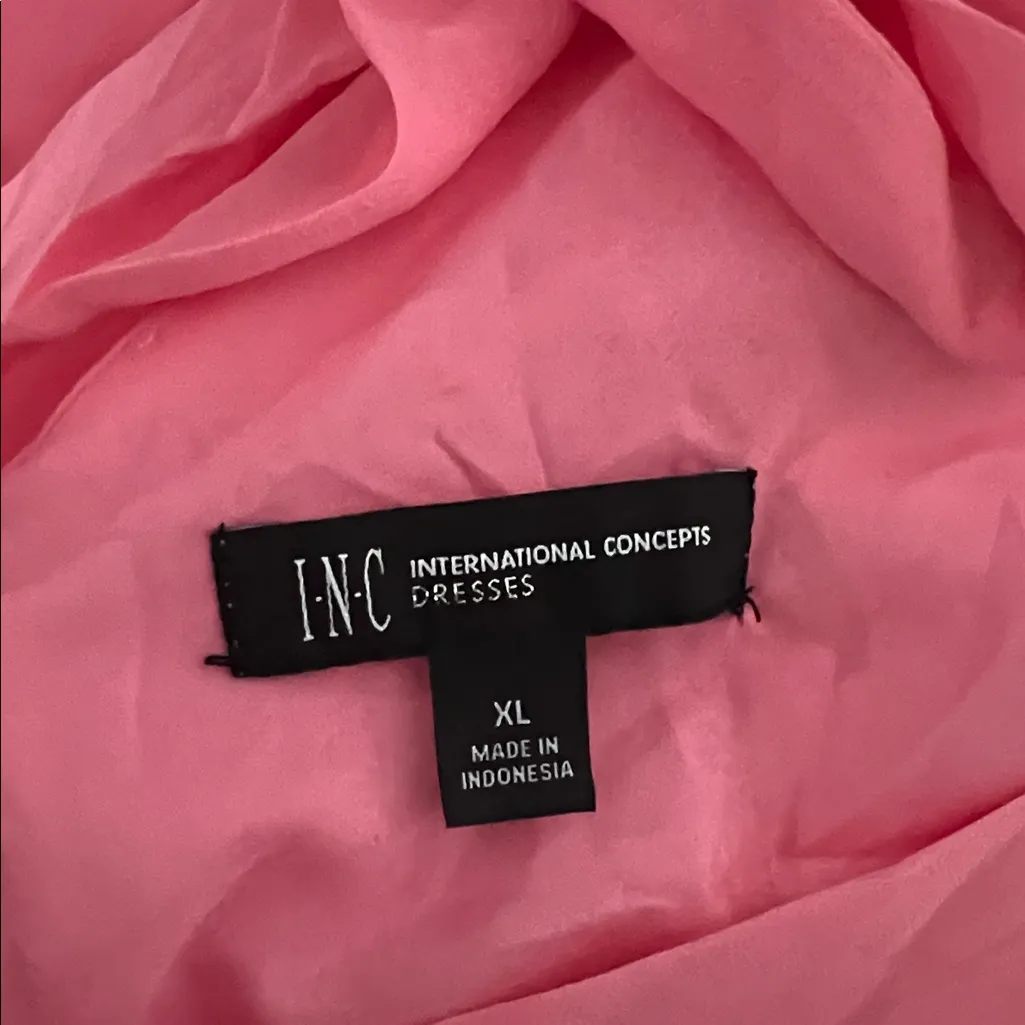 I·N·C INTERNATIONAL CONCEPTS
DRESSES
XL
MADE IN
INDONESIA